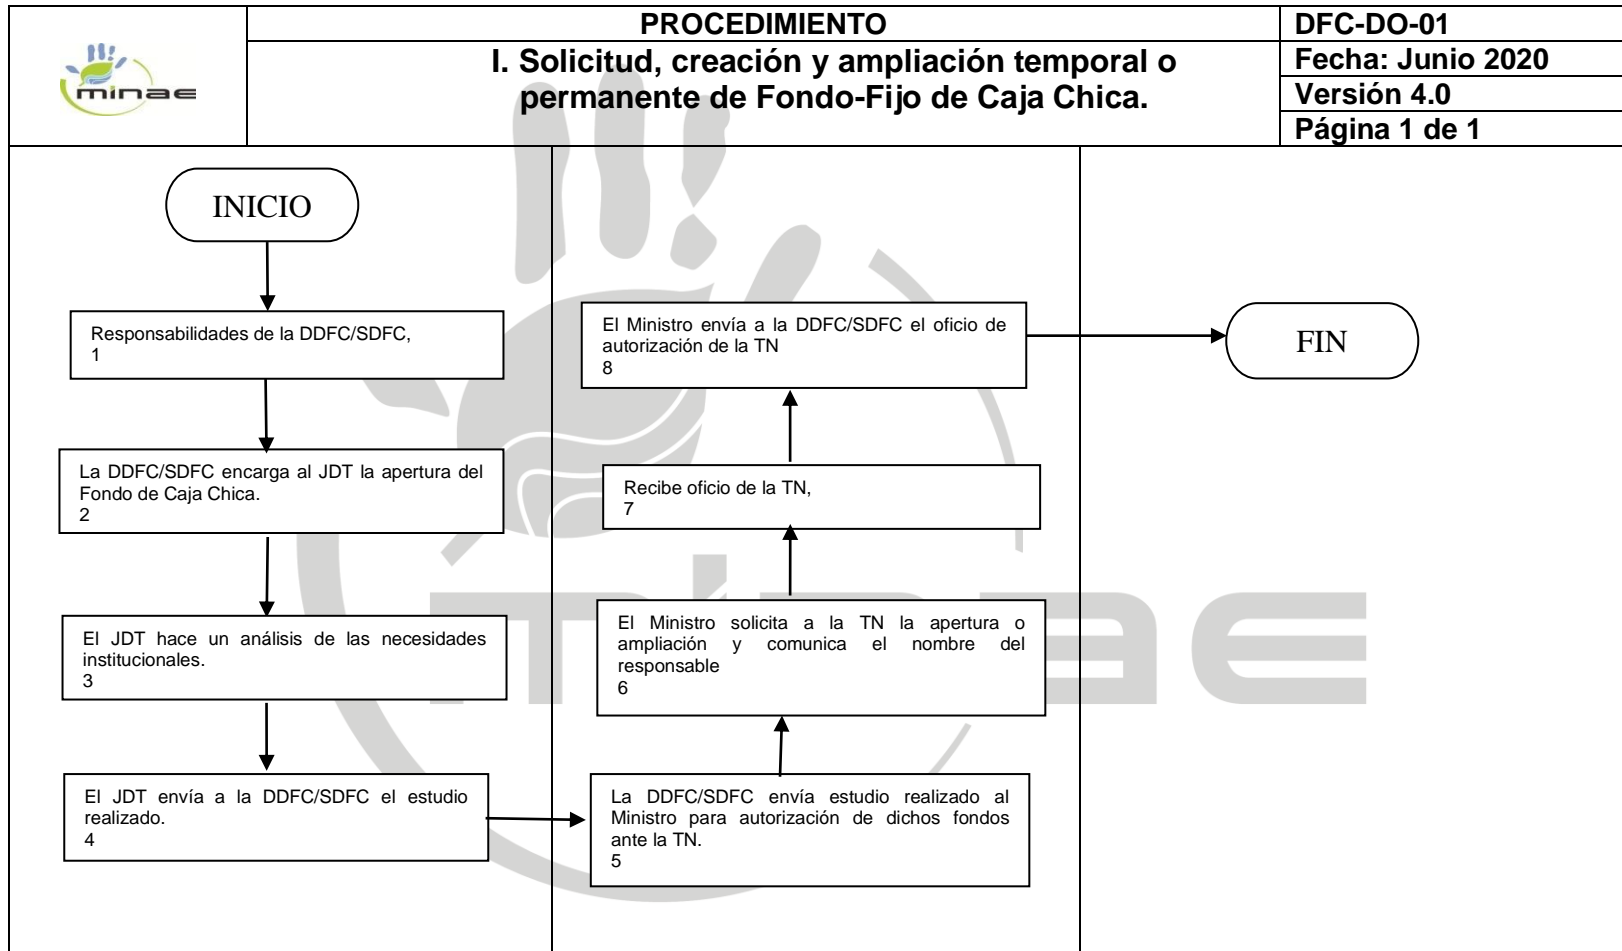 minae
PROCEDIMIENTO
I. Solicitud, creación y ampliación temporal o
permanente de Fondo-Fijo de Caja Chica.
DFC-DO-01
Fecha: Junio 2020
Versión 4.0
Página 1 de 1
INICIO
Responsabilidades de la DDFC/SDFC,
1
La DDFC/SDFC encarga al JDT la apertura del
Fondo de Caja Chica.
2
El JDT hace un análisis de las necesidades
institucionales.
3
El JDT envía a la DDFC/SDFC el estudio
realizado.
4
La DDFC/SDFC envía estudio realizado al
Ministro para autorización de dichos fondos
ante la TN.
5
El Ministro solicita a la TN la apertura o
ampliación y comunica el nombre del
responsable
6
Recibe oficio de la TN,
7
El Ministro envía a la DDFC/SDFC el oficio de
autorización de la TN
8
FIN
minae